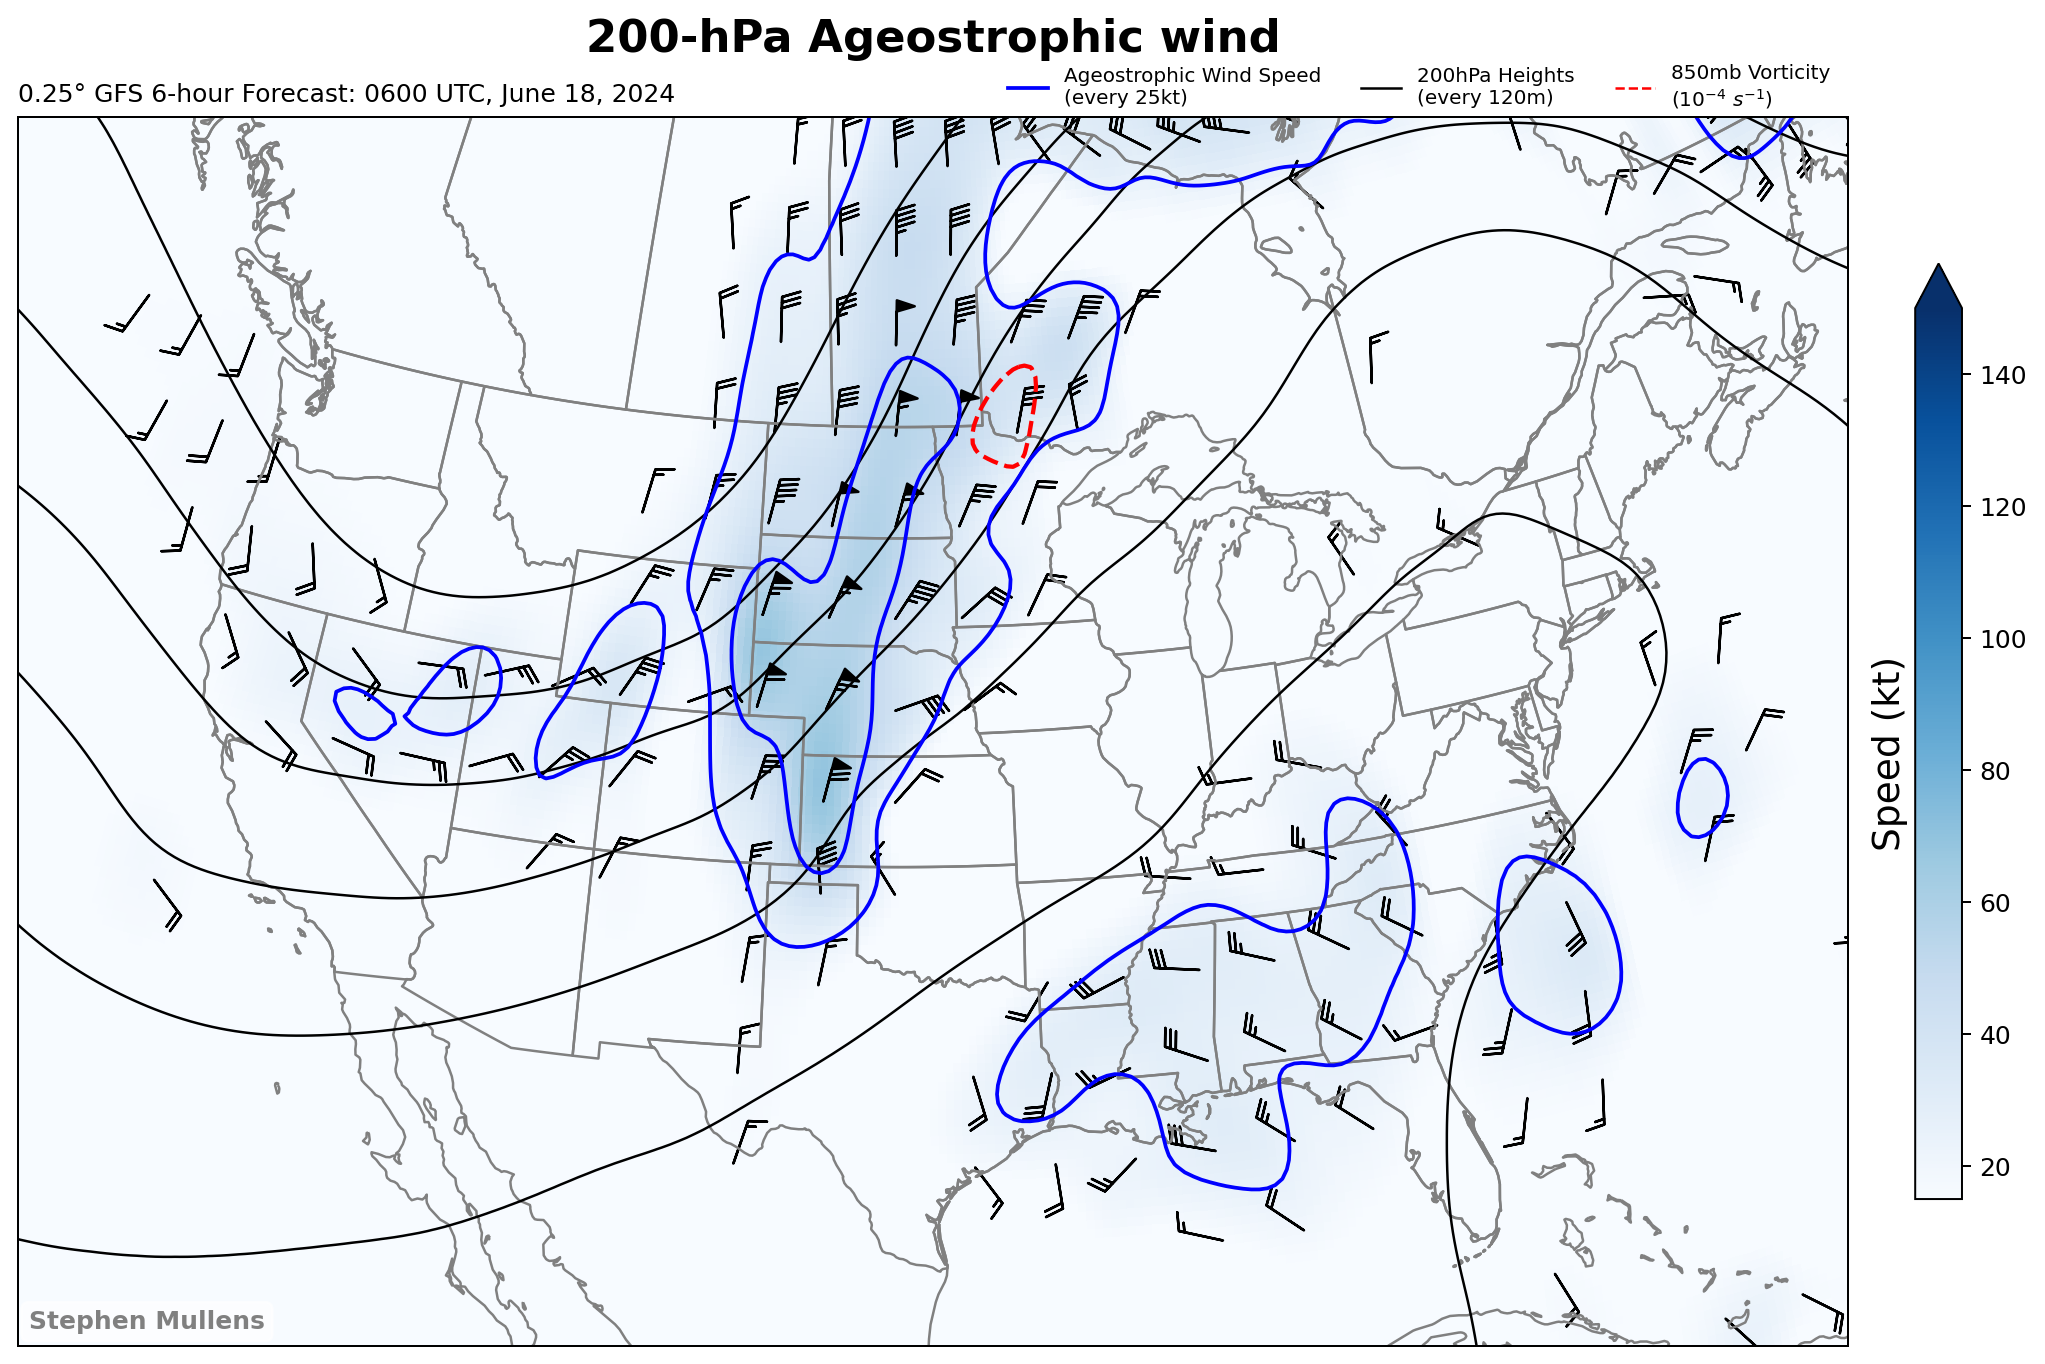 200-hPa Ageostrophic wind
0.25° GFS 6-hour Forecast: 0600 UTC, June 18, 2024
Ageostrophic Wind Speed
(every 25kt)
200hPa Heights
(every 120m)
850mb Vorticity
(10⁻⁴ s⁻¹)
140
120
100
80
60
40
20
Speed (kt)
Stephen Mullens